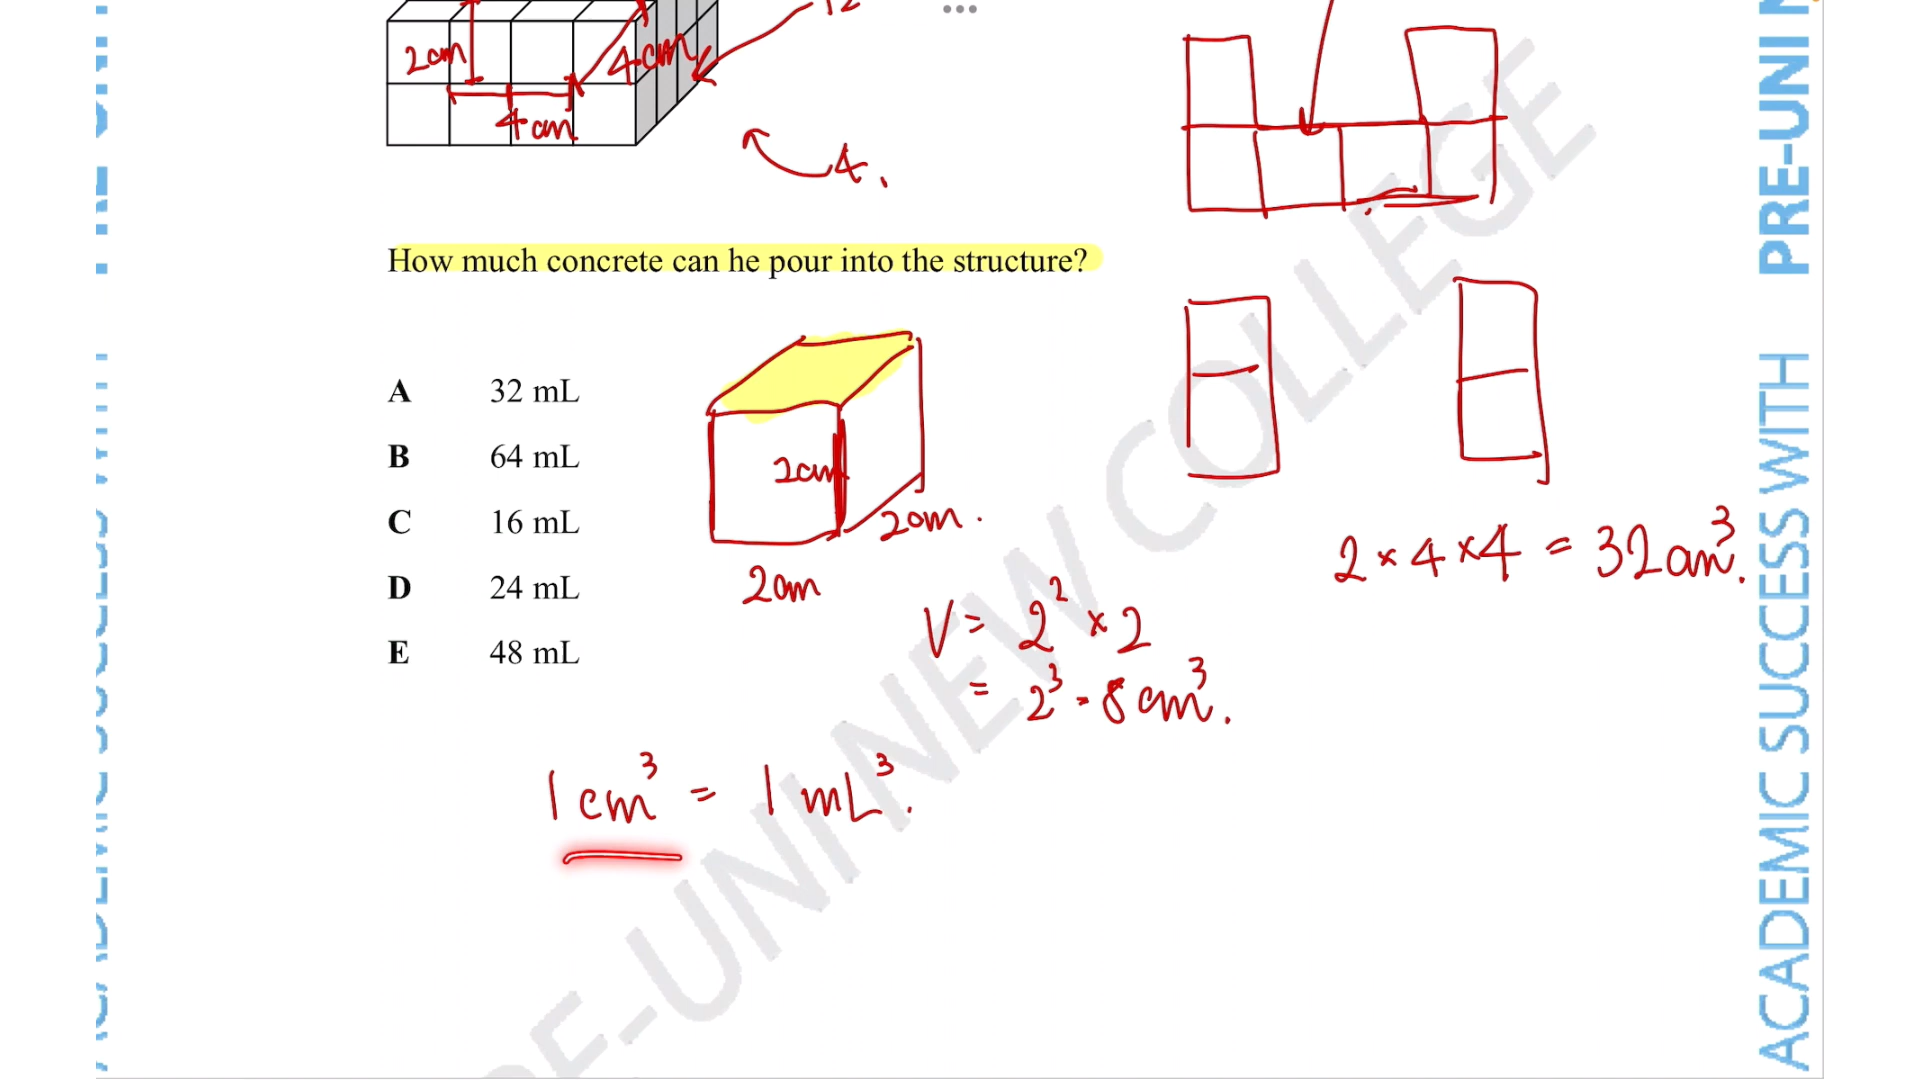 2cm
4cm
12
4cm
4.
How much concrete can he pour into the structure?
A 32 mL
B 64 mL
C 16 mL
D 24 mL
E 48 mL
2cm
2cm.
2cm
2 × 4 × 4 = 32cm³.
V = 2² × 2
= 2³ = 8cm³.
1 cm³ = 1 mL³.
PRE-UNI NEW COLLEGE
ACADEMIC SUCCESS WITH PRE-UNI N